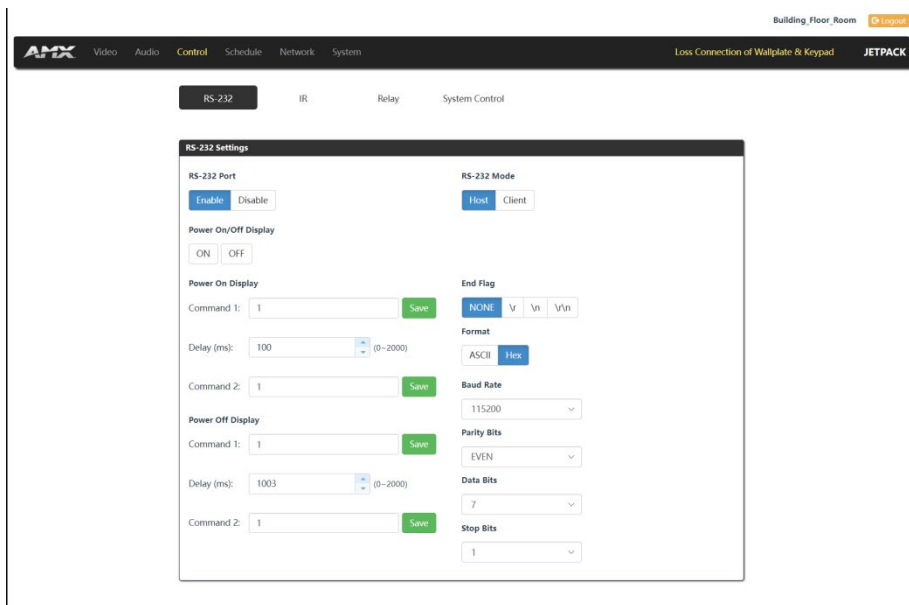 Building_Floor_Room Logout
AMX Video Audio Control Schedule Network System Loss Connection of Wallplate & Keypad JETPACK
RS-232 IR Relay System Control
RS-232 Settings
RS-232 Port RS-232 Mode
Enable Disable Host Client
Power On/Off Display
ON OFF
Power On Display End Flag
Command 1: 1 Save NONE \r \n \r\n
Format
Delay (ms): 100 (0~2000) ASCII Hex
Command 2: 1 Save Baud Rate
115200
Power Off Display Parity Bits
Command 1: 1 Save EVEN
Delay (ms): 1003 (0~2000) Data Bits
7
Command 2: 1 Save Stop Bits
1